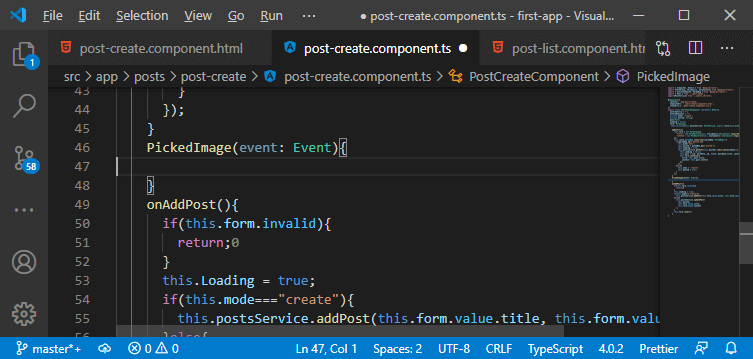 File Edit Selection View Go Run ··· ● post-create.component.ts - first-app - Visual...
post-create.component.html post-create.component.ts ● post-list.component.htm
src > app > posts > post-create > post-create.component.ts > PostCreateComponent > PickedImage
1
58
43 }
44 });
45 }
46 PickedImage(event: Event){
47
48 }
49 onAddPost(){
50 if(this.form.invalid){
51 return;0
52 }
53 this.Loading = true;
54 if(this.mode==="create"){
55 this.postsService.addPost(this.form.value.title, this.form.valu
56 }else{
master*+ 0 0 Ln 47, Col 1 Spaces: 2 UTF-8 CRLF TypeScript 4.0.2 Prettier